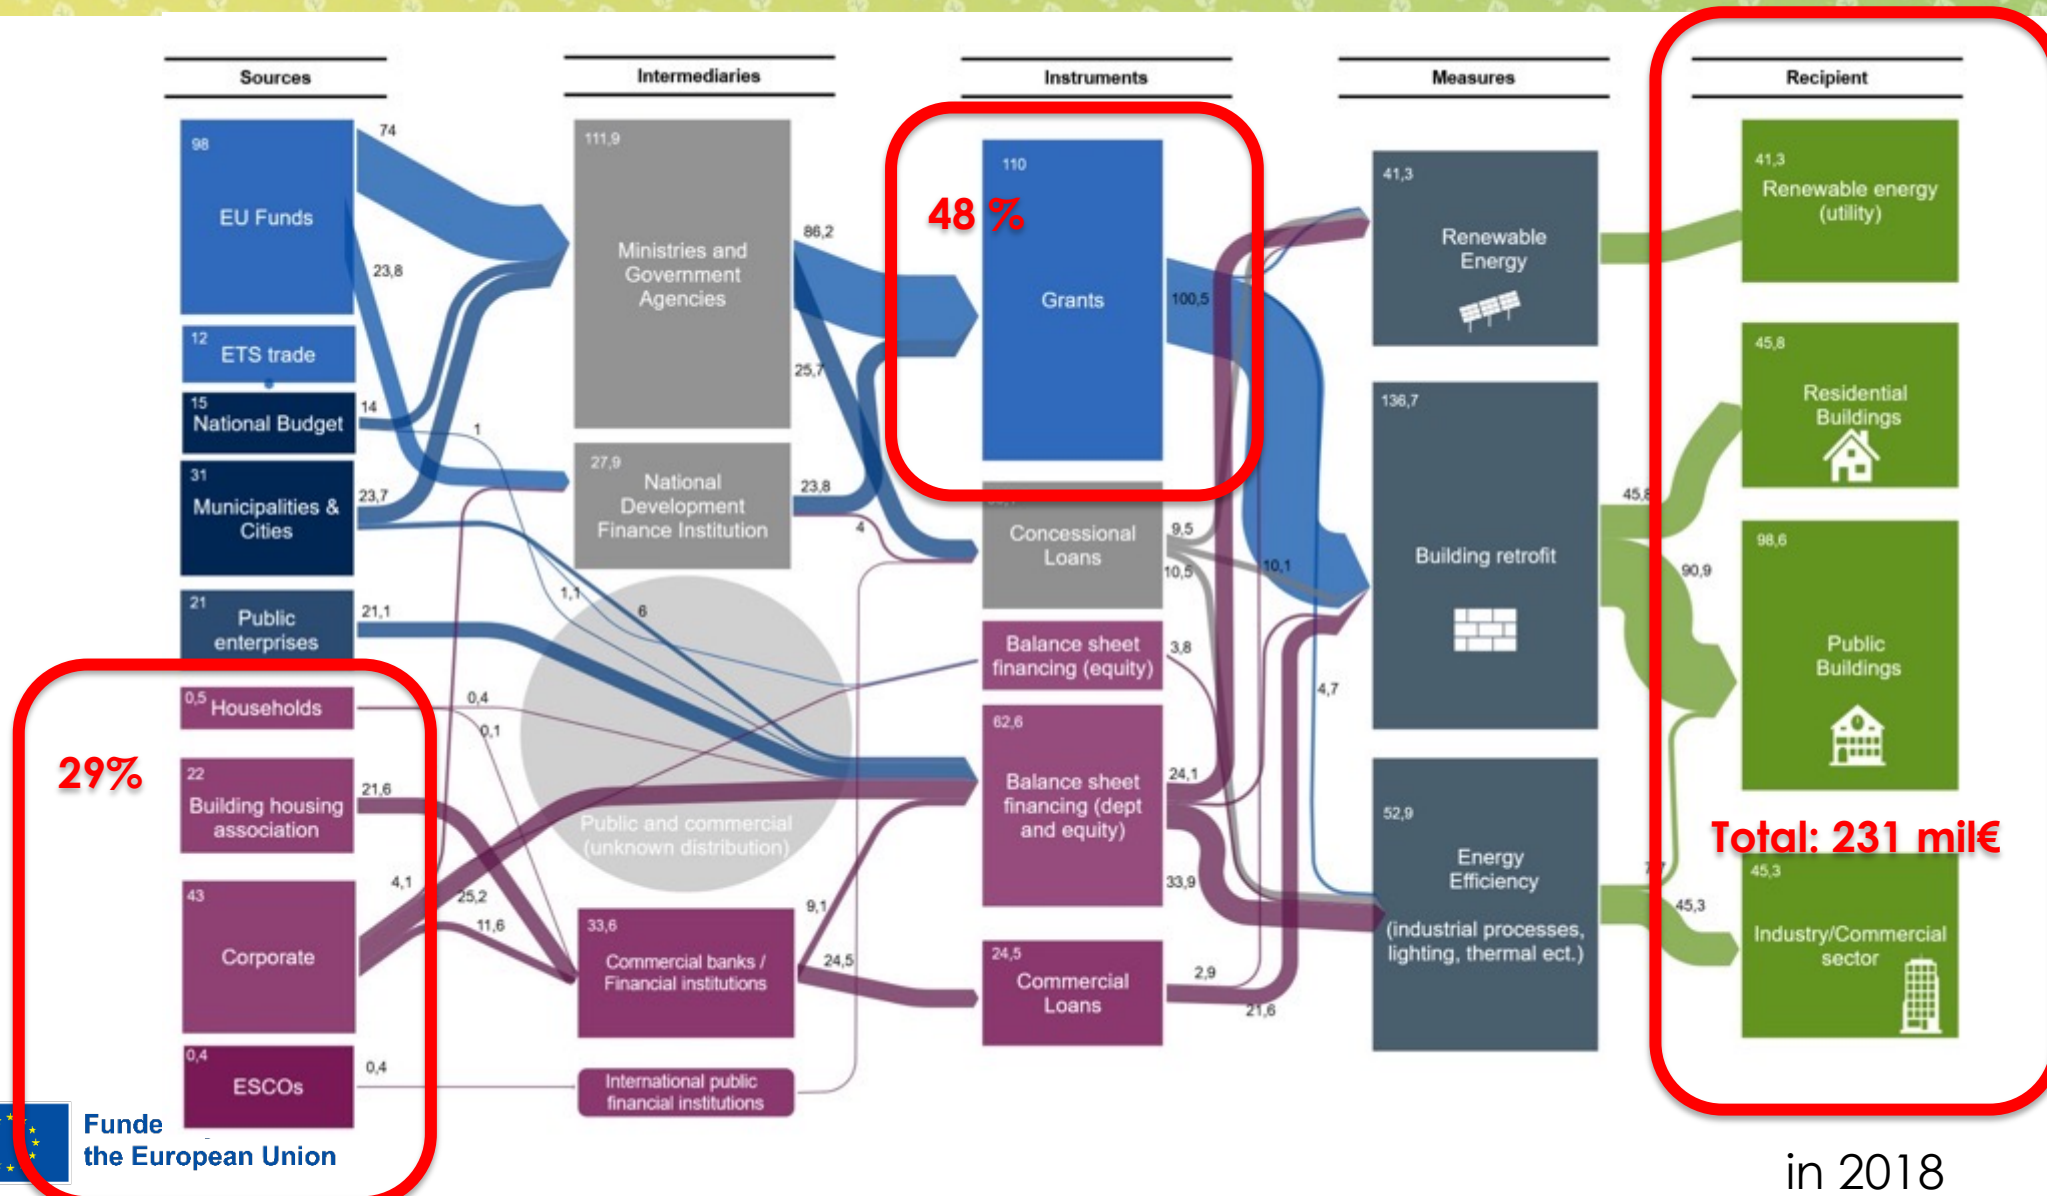 Sources
Intermediaries
Instruments
Measures
Recipient
98
EU Funds
12
ETS trade
15
National Budget
31
Municipalities &
Cities
21
Public
enterprises
0,5
Households
29%
22
Building housing
association
43
Corporate
0,4
ESCOs
74
23,8
14
1
23,7
21,1
0,4
0,1
21,6
4,1
25,2
11,6
0,4
1,1
6
111,9
Ministries and
Government
Agencies
27,9
National
Development
Finance Institution
Public and commercial
(unknown distribution)
33,6
Commercial banks /
Financial institutions
International public
financial institutions
86,2
25,7
23,8
4
9,1
24,5
110
48 %
Grants
Concessional
Loans
Balance sheet
financing (equity)
62,6
Balance sheet
financing (dept
and equity)
24,5
Commercial
Loans
100,5
9,5
10,5
10,1
3,8
4,7
24,1
33,9
2,9
21,6
41,3
Renewable
Energy
136,7
Building retrofit
52,9
Energy
Efficiency
(industrial processes,
lighting, thermal ect.)
45,8
90,9
45,3
41,3
Renewable energy
(utility)
45,8
Residential
Buildings
98,6
Public
Buildings
Total: 231 mil€
45,3
Industry/Commercial
sector
Funde
the European Union
in 2018